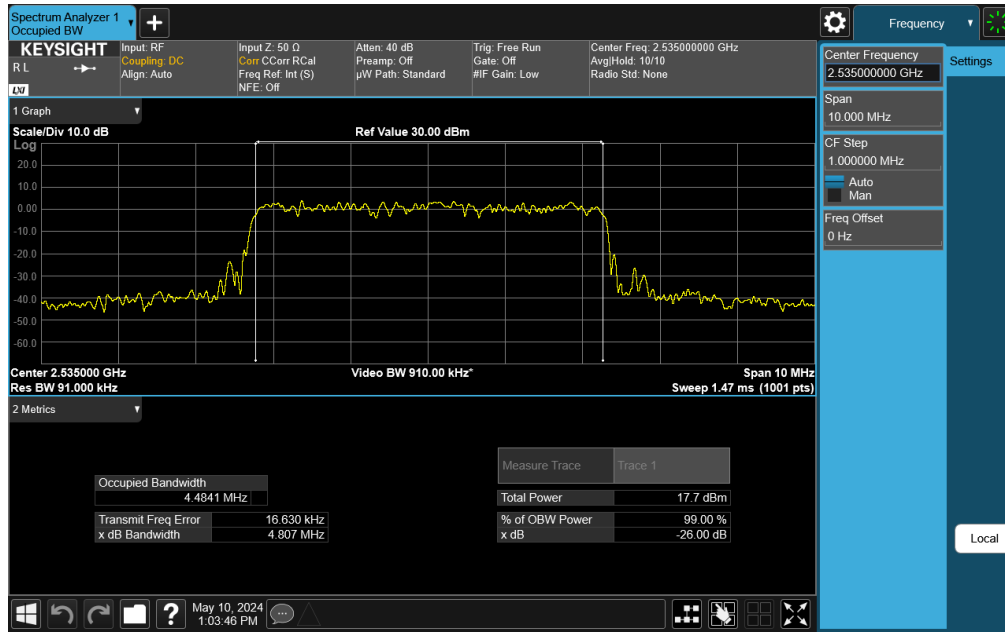 Spectrum Analyzer 1
Occupied BW
Frequency
KEYSIGHT
R L
LXI
Input: RF
Coupling: DC
Align: Auto
Input Z: 50 Ω
Corr CCorr RCal
Freq Ref: Int (S)
NFE: Off
Atten: 40 dB
Preamp: Off
µW Path: Standard
Trig: Free Run
Gate: Off
#IF Gain: Low
Center Freq: 2.535000000 GHz
Avg|Hold: 10/10
Radio Std: None
Center Frequency
2.535000000 GHz
Settings
Span
10.000 MHz
CF Step
1.000000 MHz
Auto
Man
Freq Offset
0 Hz
Local
1 Graph
Scale/Div 10.0 dB
Ref Value 30.00 dBm
Log
20.0
10.0
0.00
-10.0
-20.0
-30.0
-40.0
-50.0
-60.0
Center 2.535000 GHz
Video BW 910.00 kHz*
Span 10 MHz
Res BW 91.000 kHz
Sweep 1.47 ms (1001 pts)
2 Metrics
Measure Trace Trace 1
Occupied Bandwidth
4.4841 MHz
Total Power 17.7 dBm
Transmit Freq Error 16.630 kHz
% of OBW Power 99.00 %
x dB Bandwidth 4.807 MHz
x dB -26.00 dB
?
May 10, 2024
1:03:46 PM